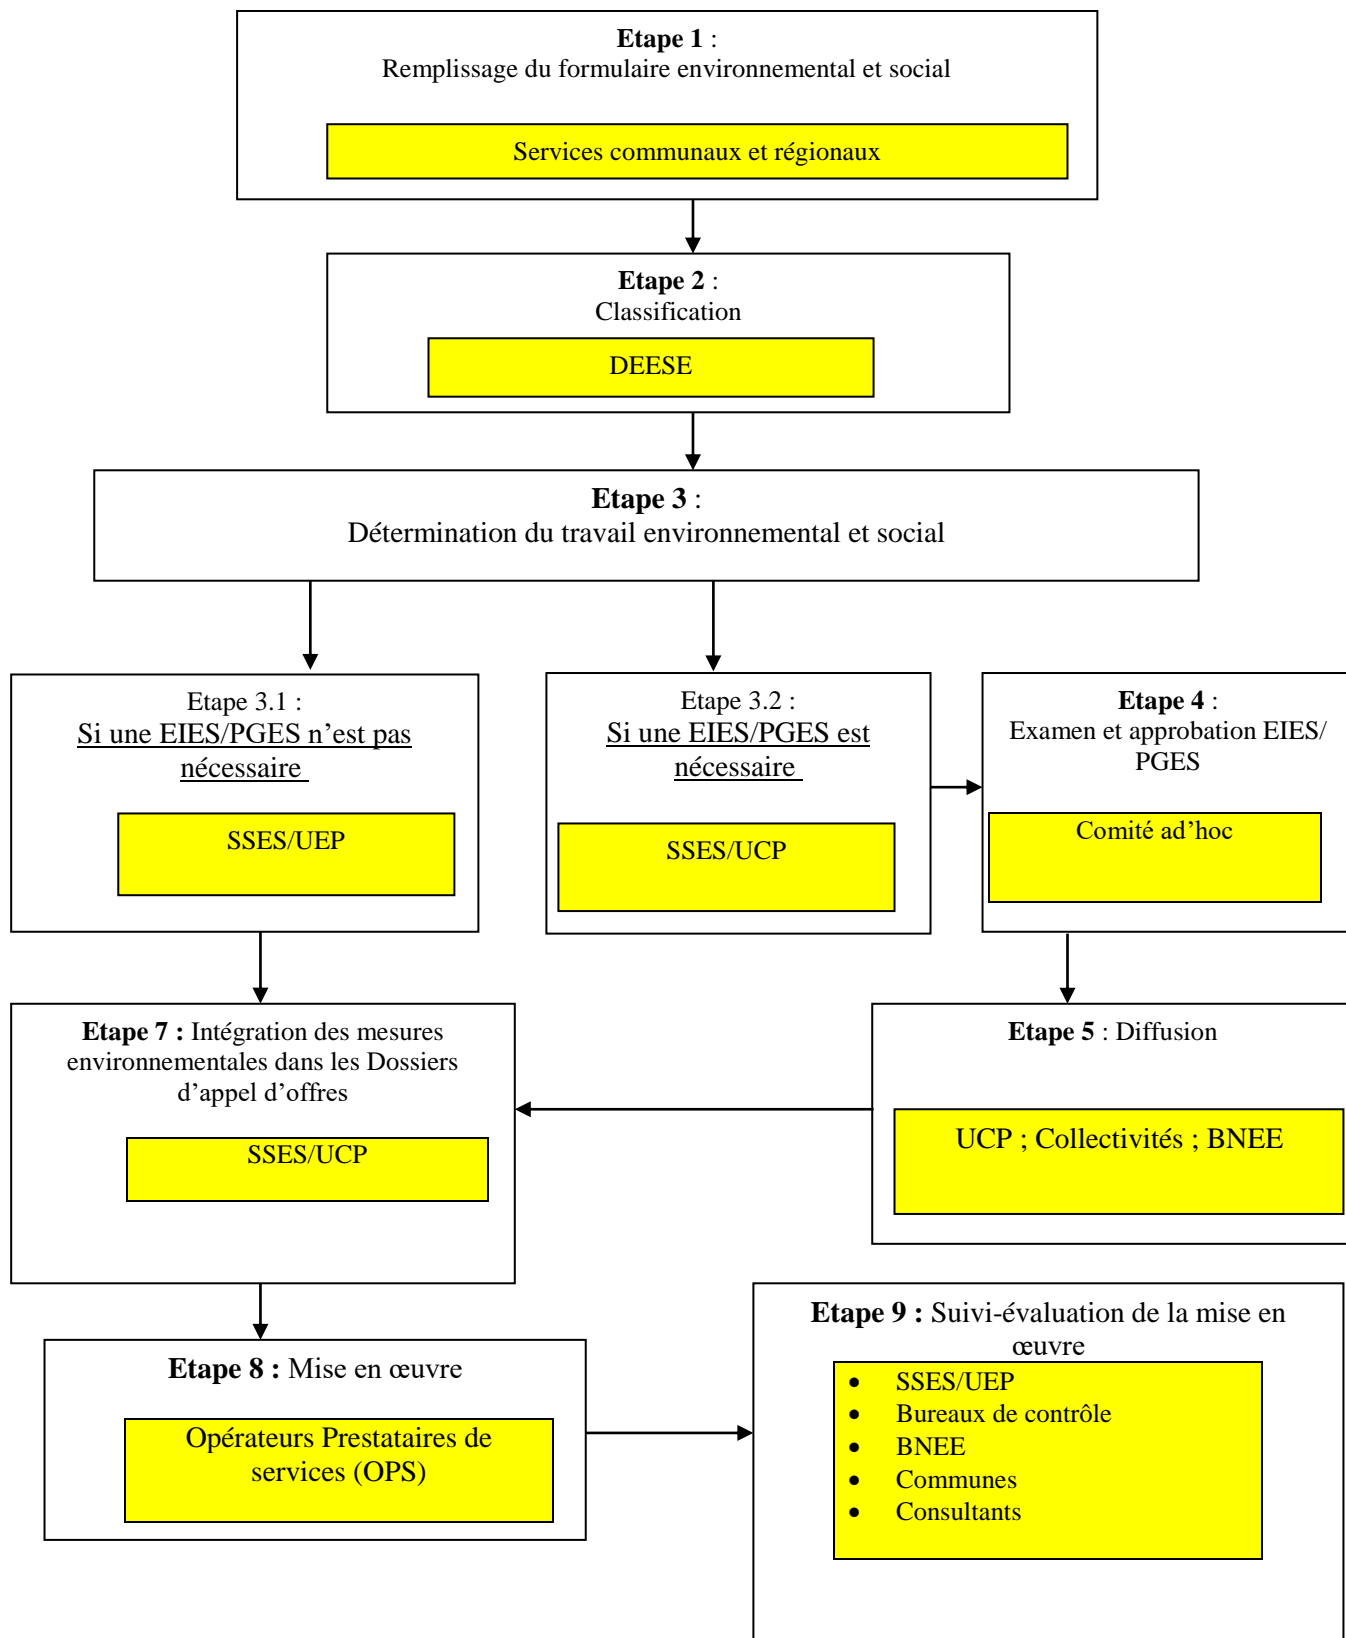 Etape 1 :
Remplissage du formulaire environnemental et social
Services communaux et régionaux
Etape 2 :
Classification
DEESE
Etape 3 :
Détermination du travail environnemental et social
Etape 3.1 :
Si une EIES/PGES n’est pas
nécessaire
SSES/UEP
Etape 3.2 :
Si une EIES/PGES est
nécessaire
SSES/UCP
Etape 4 :
Examen et approbation EIES/
PGES
Comité ad’hoc
Etape 7 : Intégration des mesures
environnementales dans les Dossiers
d’appel d’offres
SSES/UCP
Etape 5 : Diffusion
UCP ; Collectivités ; BNEE
Etape 8 : Mise en œuvre
Opérateurs Prestataires de
services (OPS)
Etape 9 : Suivi-évaluation de la mise en
œuvre
• SSES/UEP
• Bureaux de contrôle
• BNEE
• Communes
• Consultants